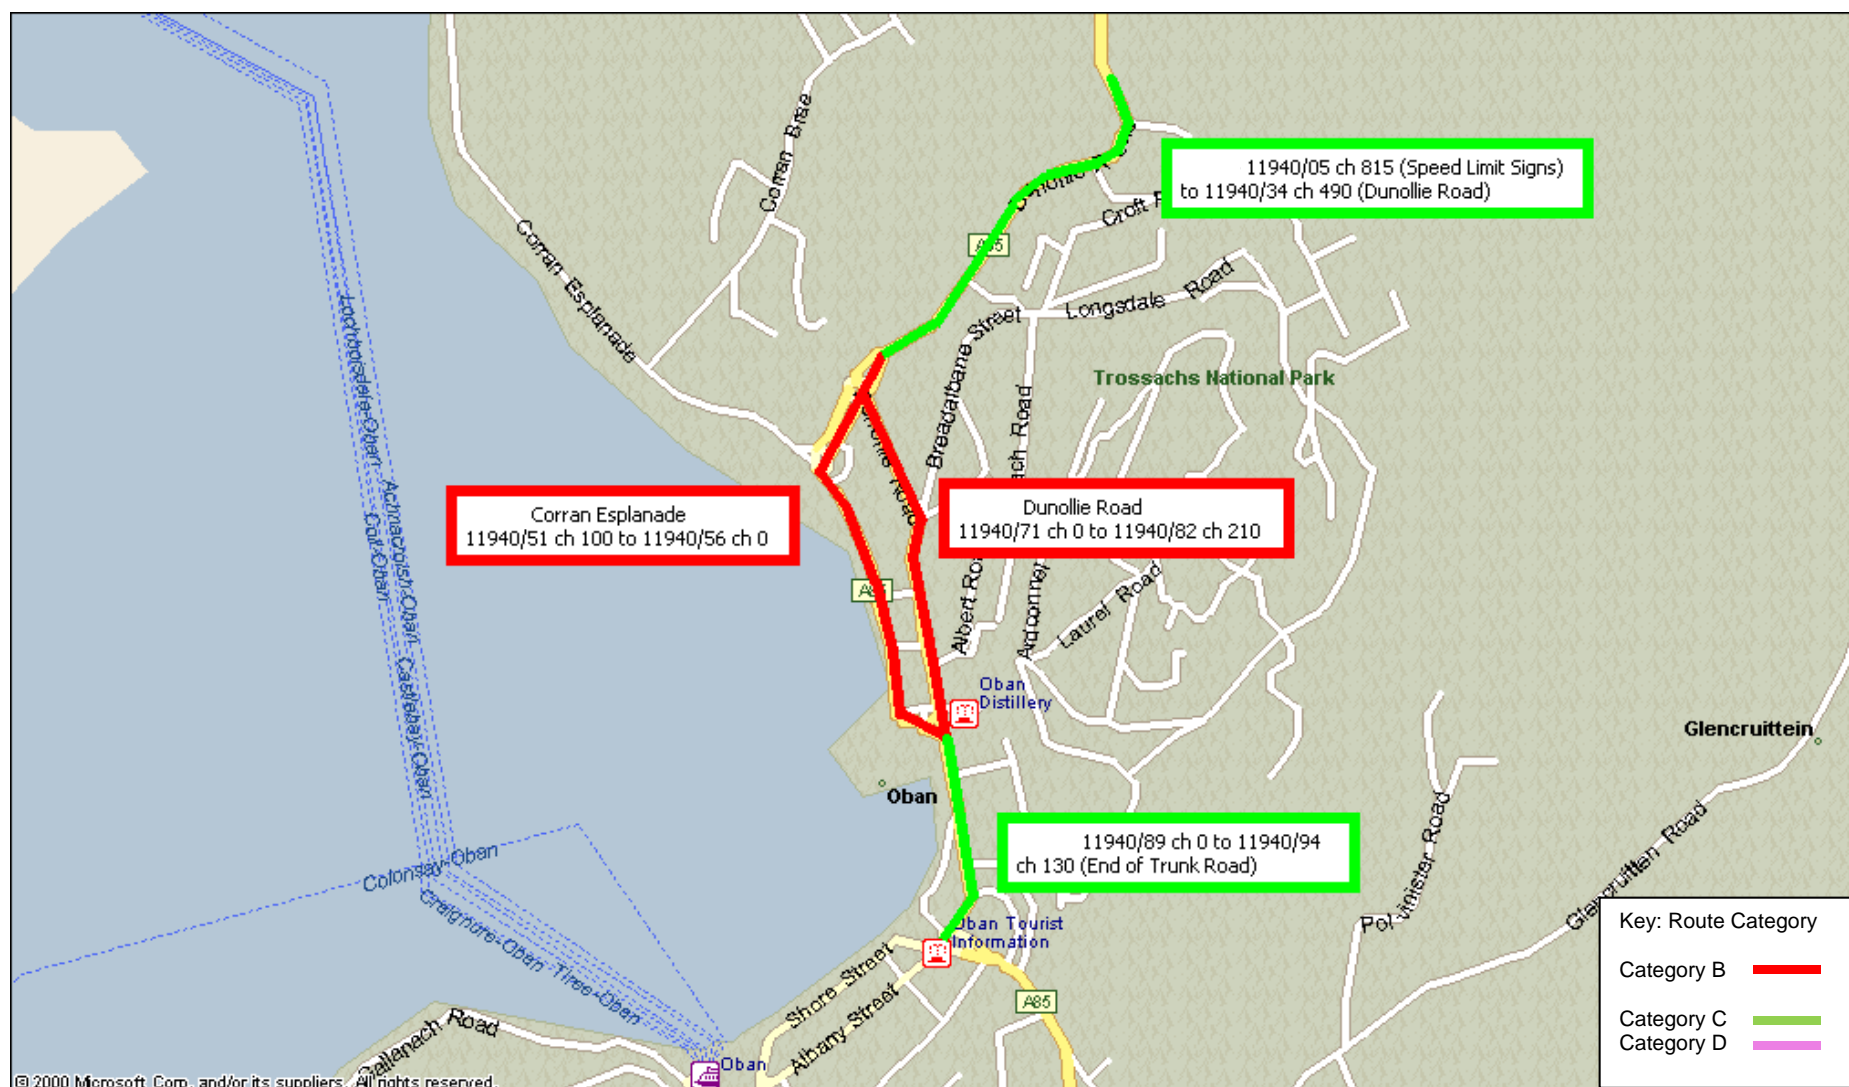 Corran Brae
11940/05 ch 815 (Speed Limit Signs)
to 11940/34 ch 490 (Dunollie Road)
Croft
Corran Esplanade
A85
Longsdale Road
Breadalbane Street
Trossachs National Park
Road
Corran Esplanade
11940/51 ch 100 to 11940/56 ch 0
Dunollie Road
11940/71 ch 0 to 11940/82 ch 210
A85
Albert
Laurel Road
Oban
Distillery
Glencruittein
Oban
11940/89 ch 0 to 11940/94
ch 130 (End of Trunk Road)
Colonsay-Oban
Oban Tourist
Information
Glencruitten Road
Shore Street
Albany Street
A85
Gallanach Road
Oban
Key: Route Category
Category B
Category C
Category D
© 2000 Microsoft Corp. and/or its suppliers. All rights reserved.